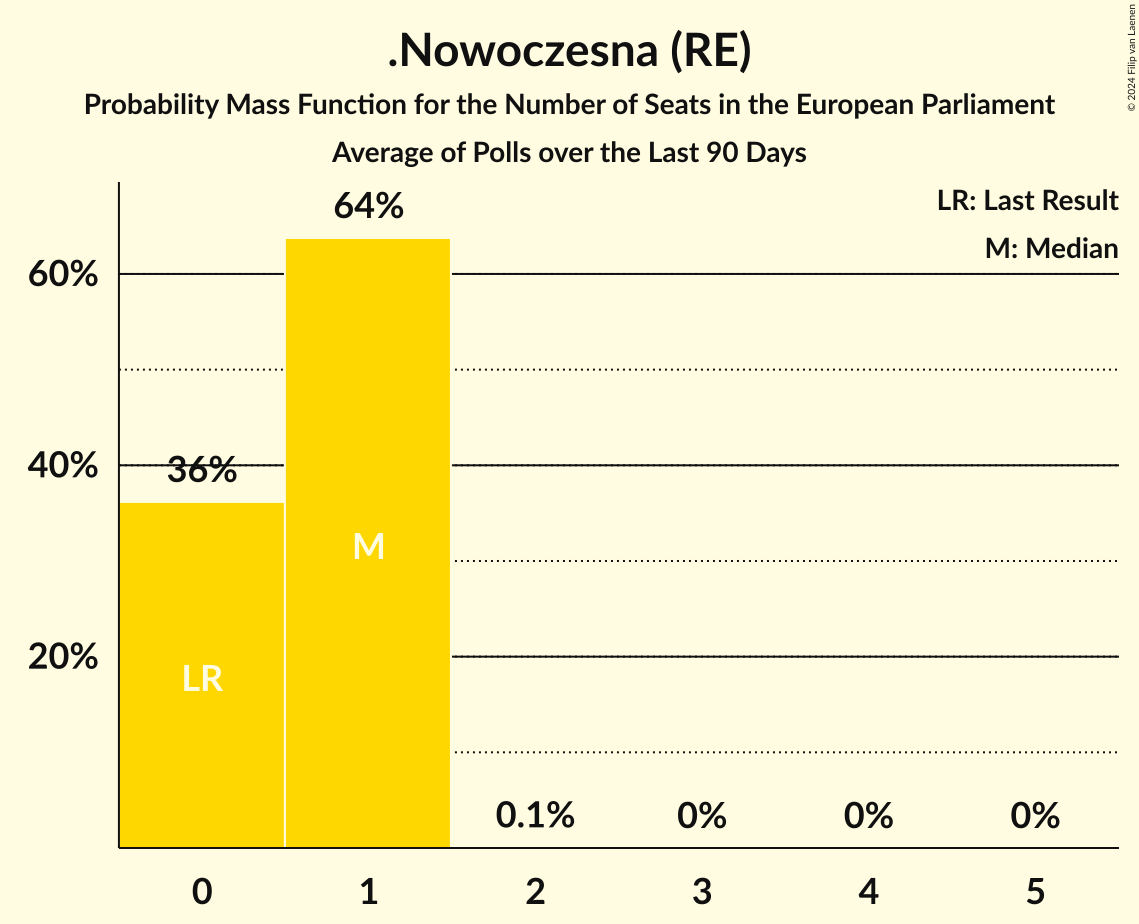 .Nowoczesna (RE)
Probability Mass Function for the Number of Seats in the European Parliament
Average of Polls over the Last 90 Days
© 2024 Filip van Laenen
LR: Last Result
M: Median
64%
60%
40%
36%
M
20%
LR
0.1%
0%
0%
0%
0
1
2
3
4
5